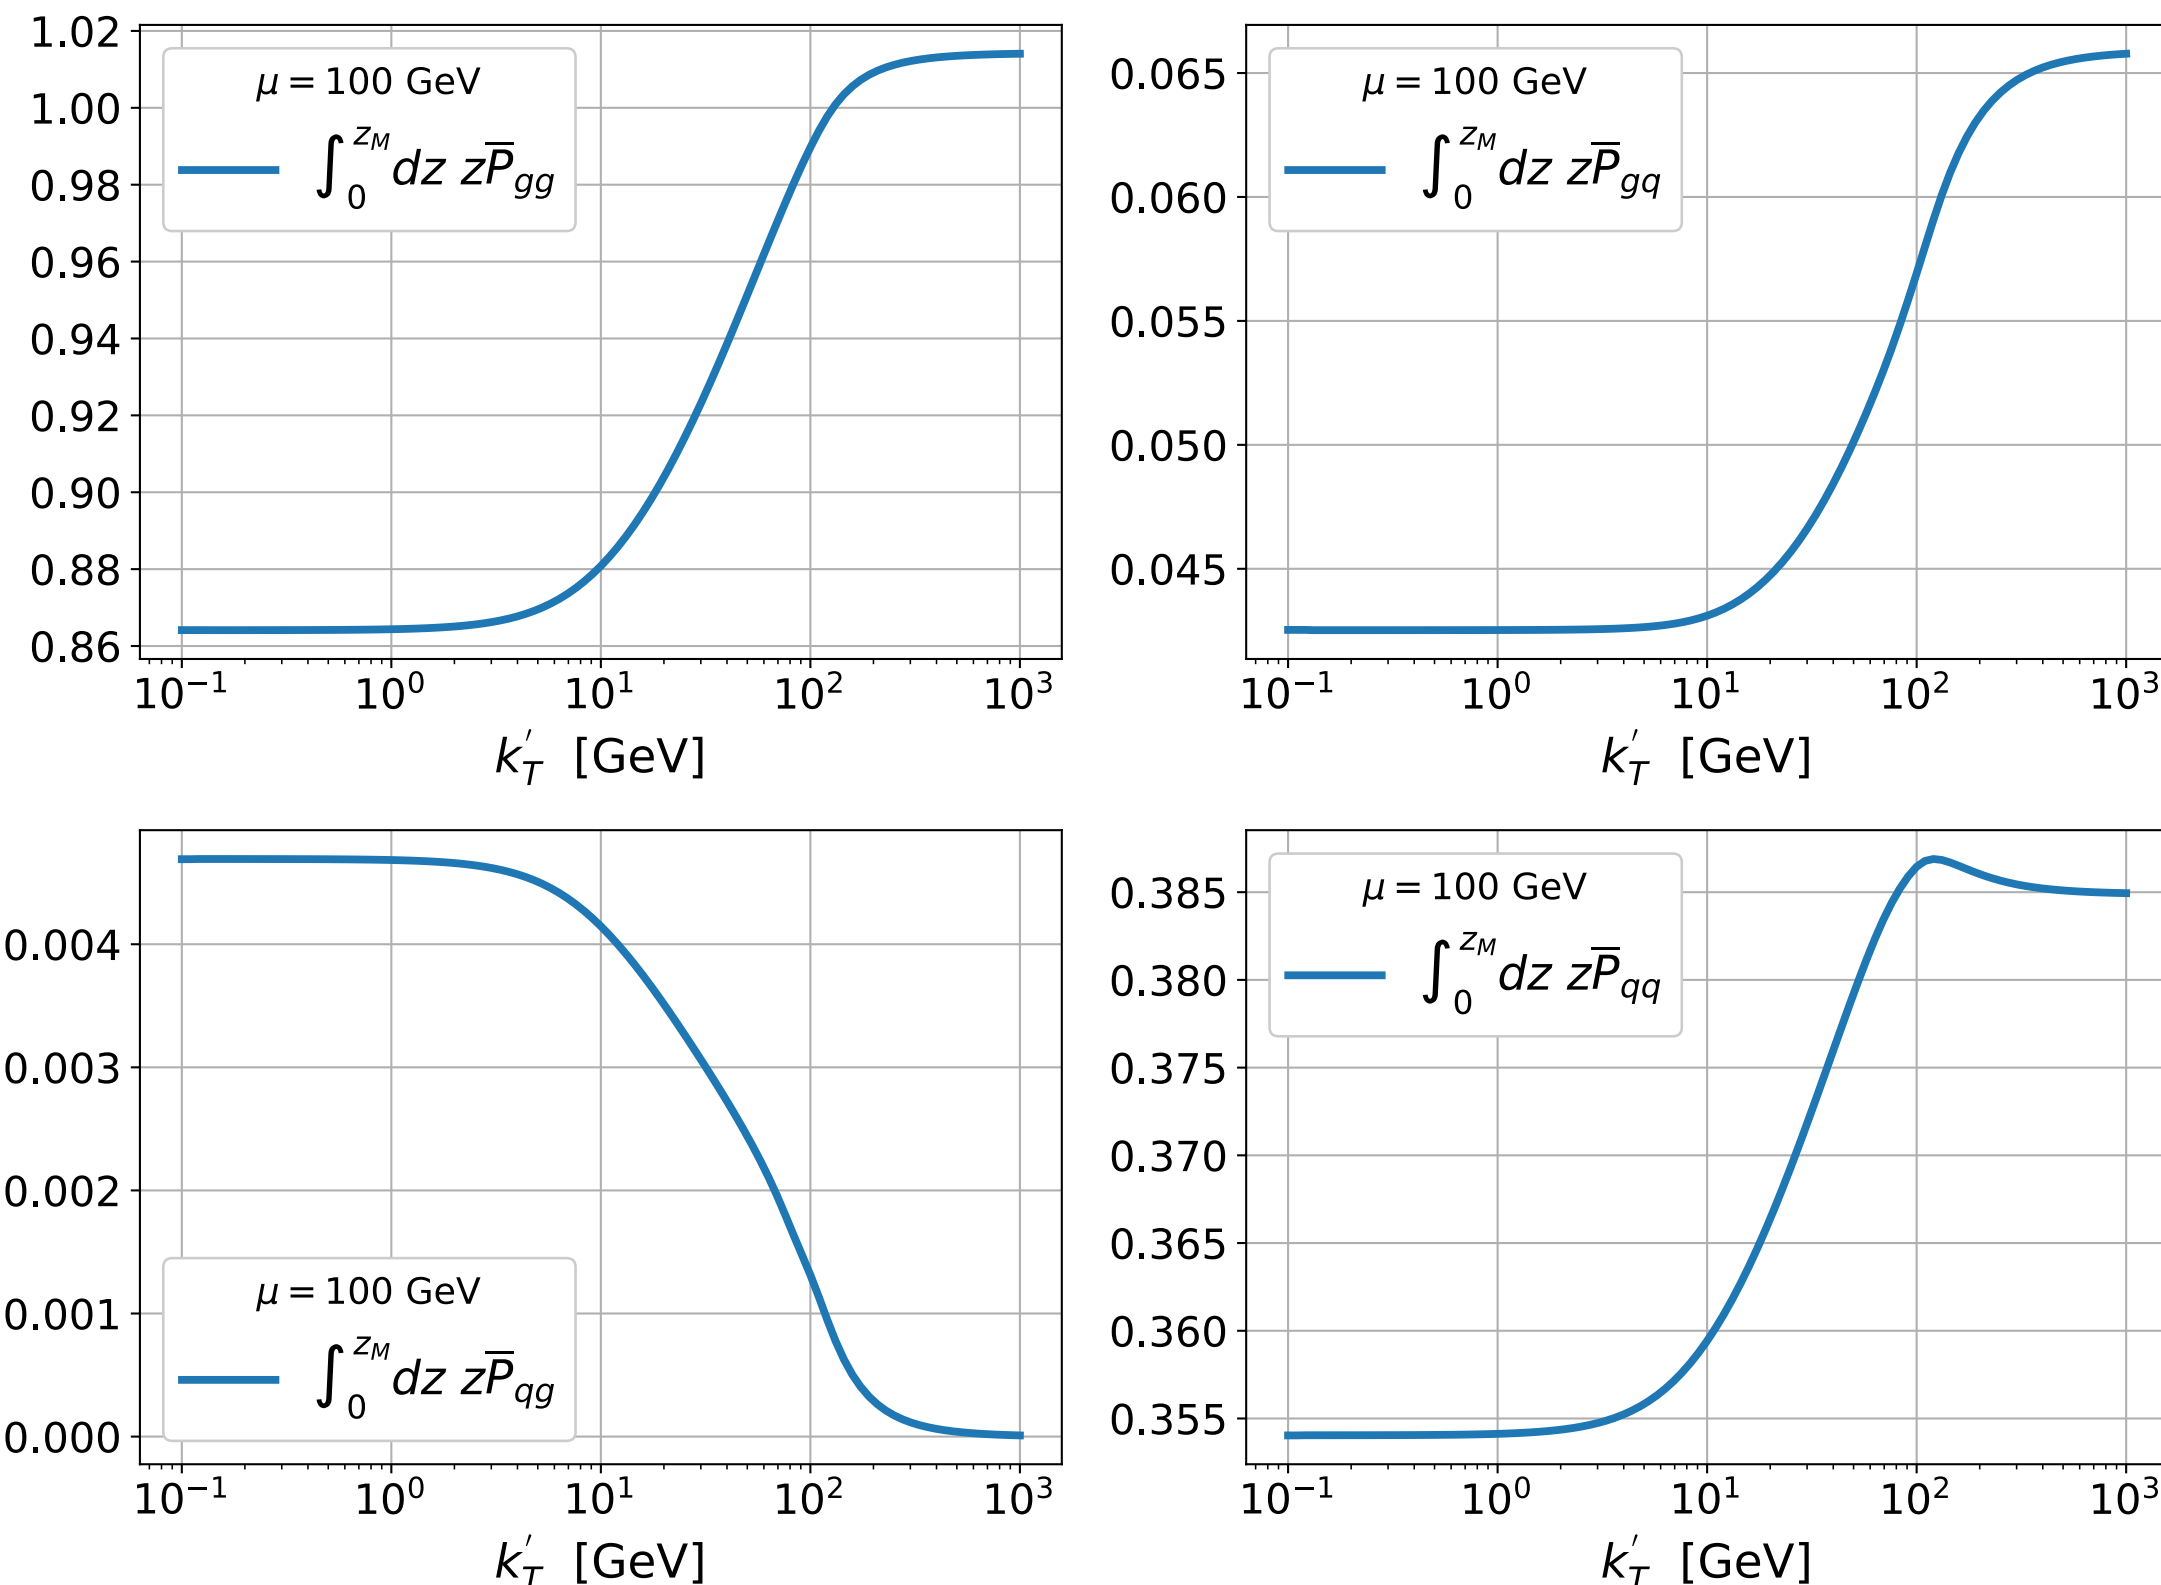 1.02
1.00
0.98
0.96
0.94
0.92
0.90
0.88
0.86
μ = 100 GeV
∫₀^{z_M} dz zP̅_{gg}
10⁻¹ 10⁰ 10¹ 10² 10³
k′_T [GeV]
0.065
0.060
0.055
0.050
0.045
μ = 100 GeV
∫₀^{z_M} dz zP̅_{gq}
10⁻¹ 10⁰ 10¹ 10² 10³
k′_T [GeV]
0.004
0.003
0.002
0.001
0.000
μ = 100 GeV
∫₀^{z_M} dz zP̅_{qg}
10⁻¹ 10⁰ 10¹ 10² 10³
k′_T [GeV]
0.385
0.380
0.375
0.370
0.365
0.360
0.355
μ = 100 GeV
∫₀^{z_M} dz zP̅_{qq}
10⁻¹ 10⁰ 10¹ 10² 10³
k′_T [GeV]